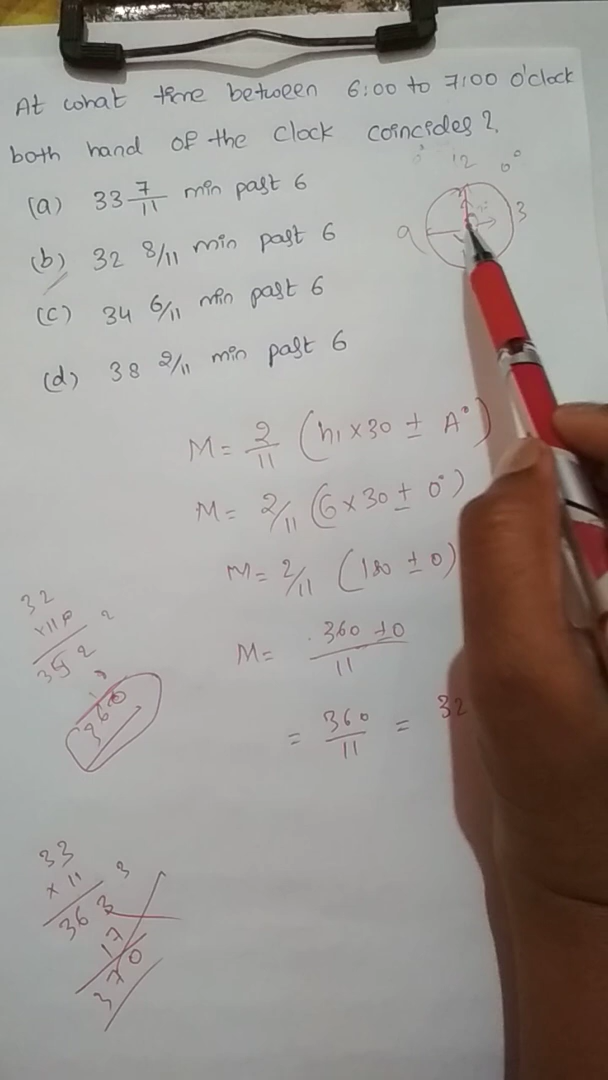 At what time between 6:00 to 7:00 O'clock
both hand of the clock coincides?
(a) 33 7/11 min past 6
(b) 32 8/11 min past 6
(c) 34 6/11 min past 6
(d) 38 2/11 min past 6
12 0°
9 3
M = 2/11 (h1 × 30 ± A°)
M = 2/11 (6 × 30 ± 0°)
M = 2/11 (180 ± 0)
M = 360 ± 0 / 11
= 360/11 = 32
32
× 11
352
8
360
33
× 11
363
17
370